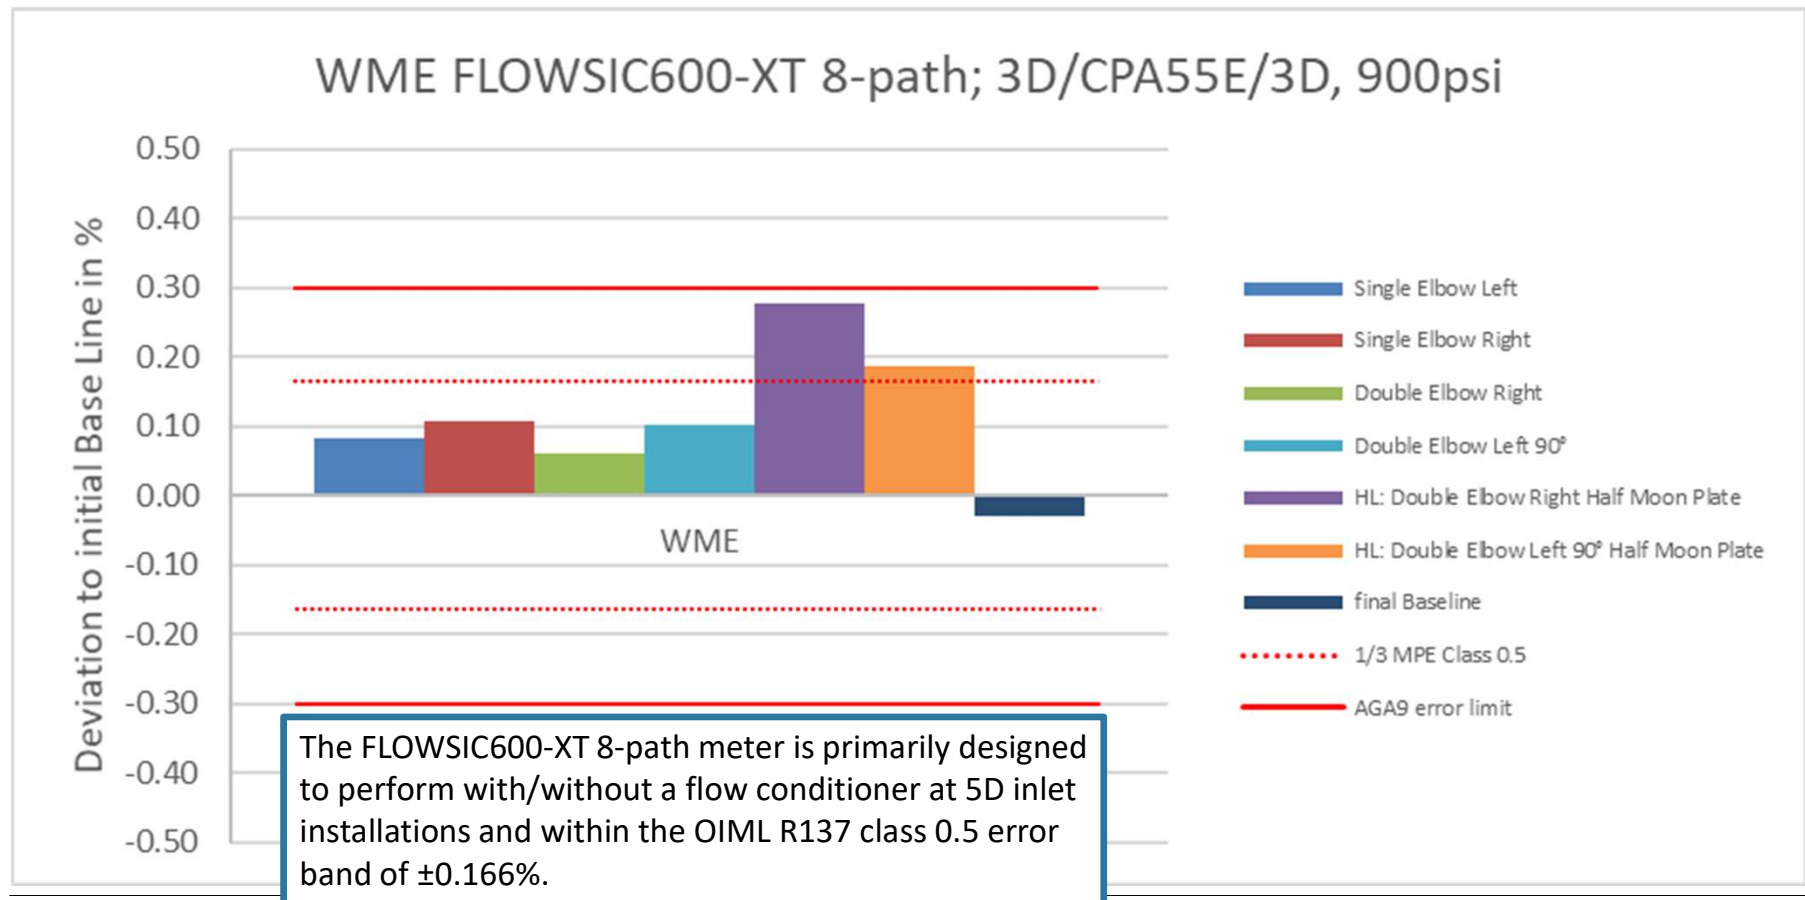 WME FLOWSIC600-XT 8-path; 3D/CPA55E/3D, 900psi
Deviation to initial Base Line in %
0.50
0.40
0.30
0.20
0.10
0.00
-0.10
-0.20
-0.30
-0.40
-0.50
WME
Single Elbow Left
Single Elbow Right
Double Elbow Right
Double Elbow Left 90°
HL: Double Elbow Right Half Moon Plate
HL: Double Elbow Left 90° Half Moon Plate
final Baseline
1/3 MPE Class 0.5
AGA9 error limit
The FLOWSIC600-XT 8-path meter is primarily designed
to perform with/without a flow conditioner at 5D inlet
installations and within the OIML R137 class 0.5 error
band of ±0.166%.